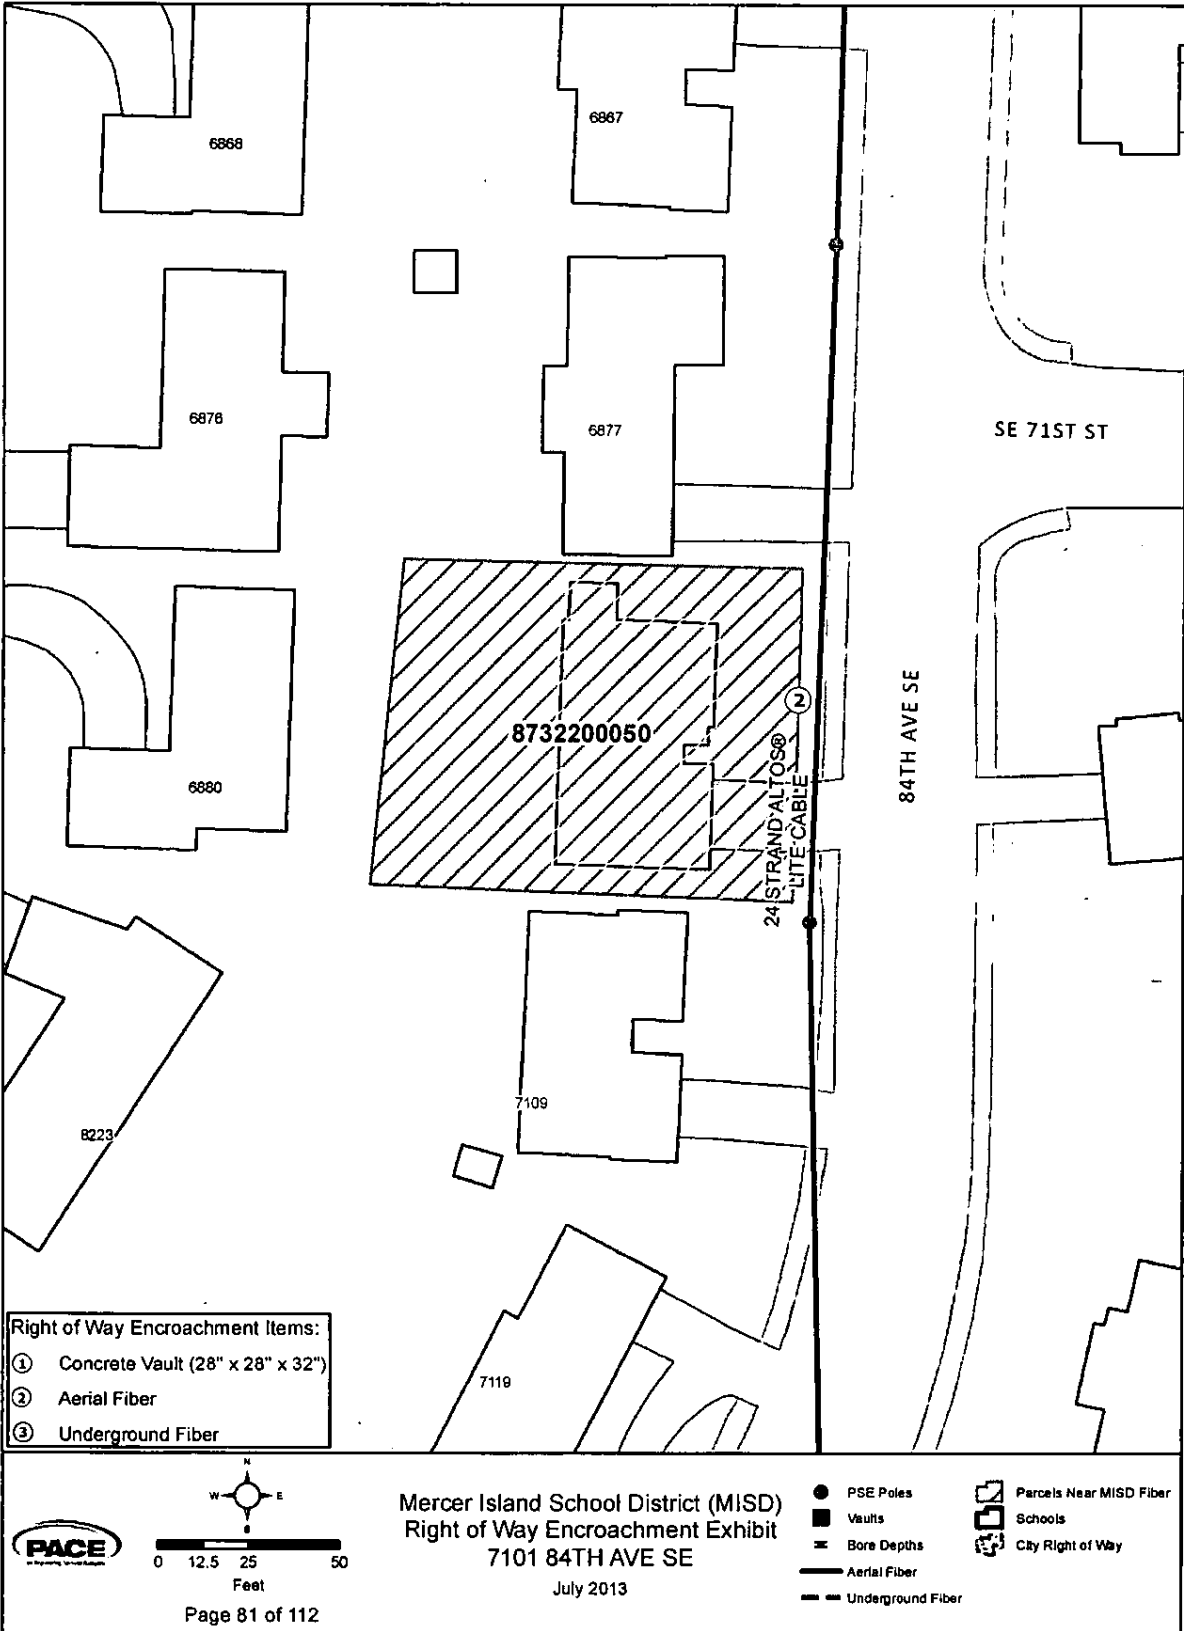 6868
6867
6876
6877
SE 71ST ST
8732200050
2
24 STRAND ALTOS®
LITE CABLE
84TH AVE SE
6880
7109
8223
7119
Right of Way Encroachment Items:
1 Concrete Vault (28" x 28" x 32")
2 Aerial Fiber
3 Underground Fiber
N
W E
S
PACE
0 12.5 25 50
Feet
Page 81 of 112
Mercer Island School District (MISD)
Right of Way Encroachment Exhibit
7101 84TH AVE SE
July 2013
PSE Poles
Vaults
Bore Depths
Aerial Fiber
Underground Fiber
Parcels Near MISD Fiber
Schools
City Right of Way